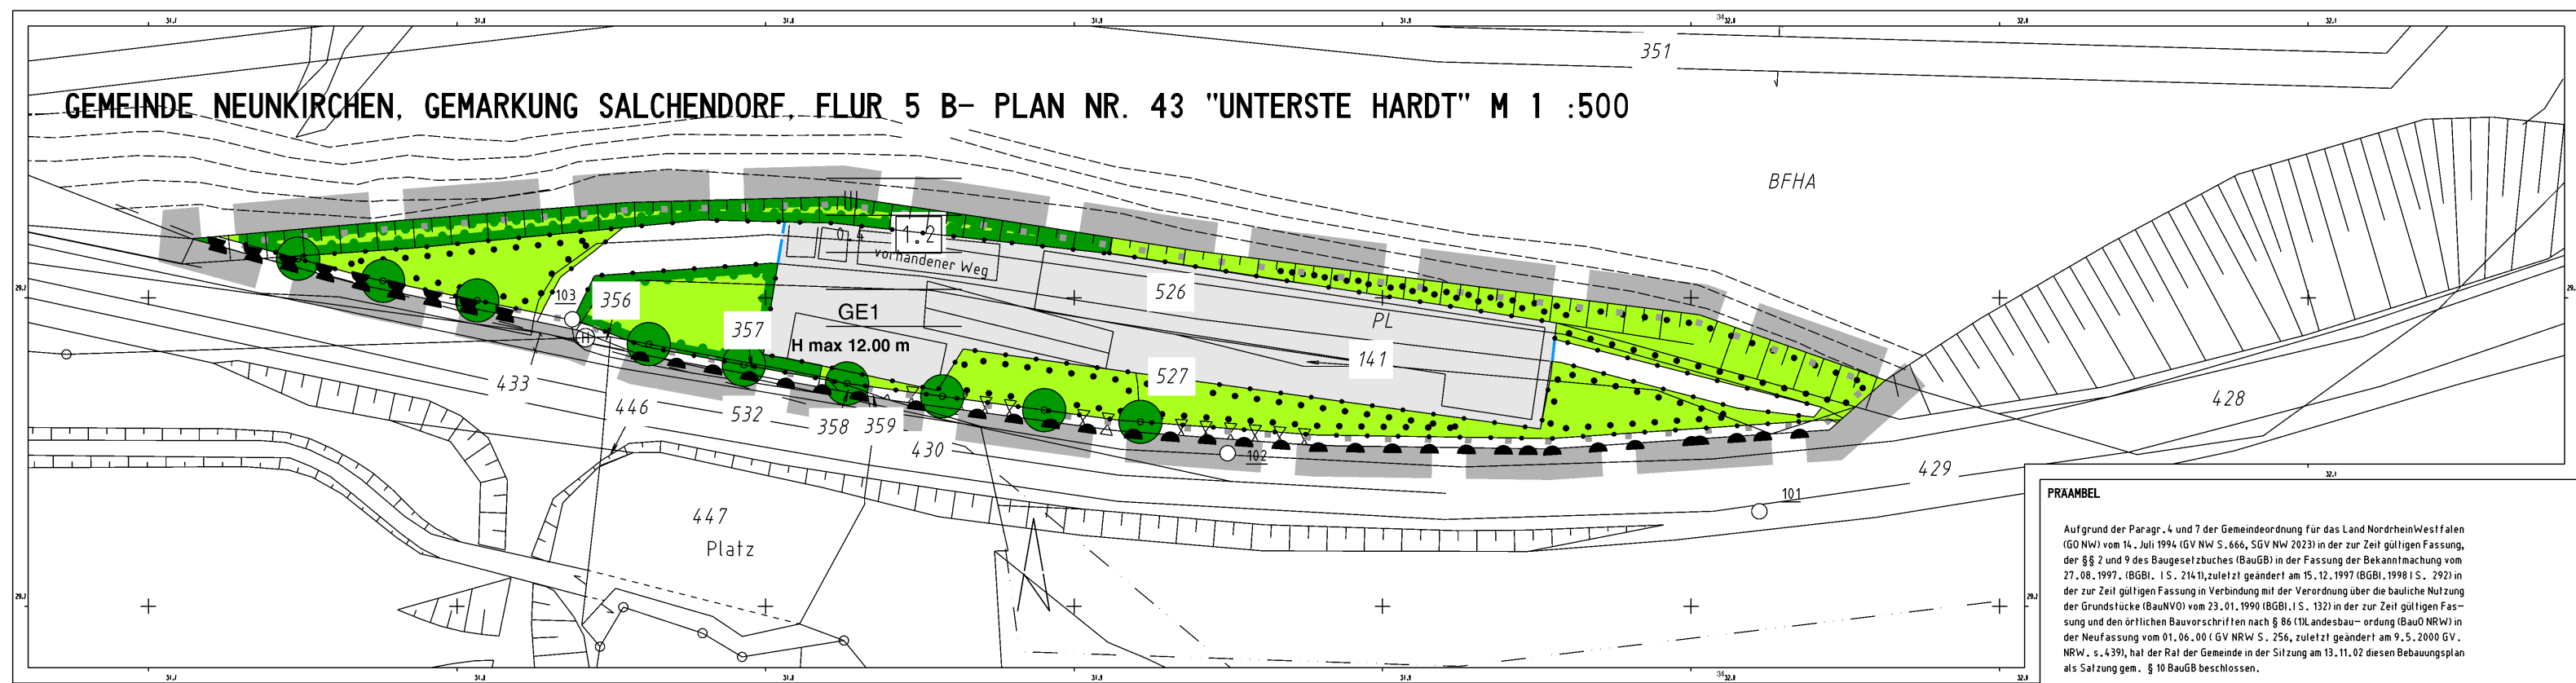 351
GEMEINDE NEUNKIRCHEN, GEMARKUNG SALCHENDORF, FLUR 5 B- PLAN NR. 43 "UNTERSTE HARDT" M 1 :500
BFHA
III
0.4
1.2
vorhandener Weg
103
356
526
GE1
357
PL
H max 12.00 m
141
433
527
446
532
358
359
428
430
102
429
101
447
Platz
PRÄAMBEL
Aufgrund der Paragr.4 und 7 der Gemeindeordnung für das Land NordrheinWestfalen
(GO NW) vom 14. Juli 1994 (GV NW S.666, SGV NW 2023) in der zur Zeit gültigen Fassung,
der §§ 2 und 9 des Baugesetzbuches (BauGB) in der Fassung der Bekanntmachung vom
27.08.1997. (BGBl. I S. 2141),zuletzt geändert am 15.12.1997 (BGBl.1998 I S. 292) in
der zur Zeit gültigen Fassung in Verbindung mit der Verordnung über die bauliche Nutzung
der Grundstücke (BauNVO) vom 23.01.1990 (BGBl.I S. 132) in der zur Zeit gültigen Fas-
sung und den örtlichen Bauvorschriften nach § 86 (1)Landesbau- ordung (BauO NRW) in
der Neufassung vom 01.06.00 ( GV NRW S. 256, zuletzt geändert am 9.5.2000 GV.
NRW. s.439), hat der Rat der Gemeinde in der Sitzung am 13.11.02 diesen Bebauungsplan
als Satzung gem. § 10 BauGB beschlossen.